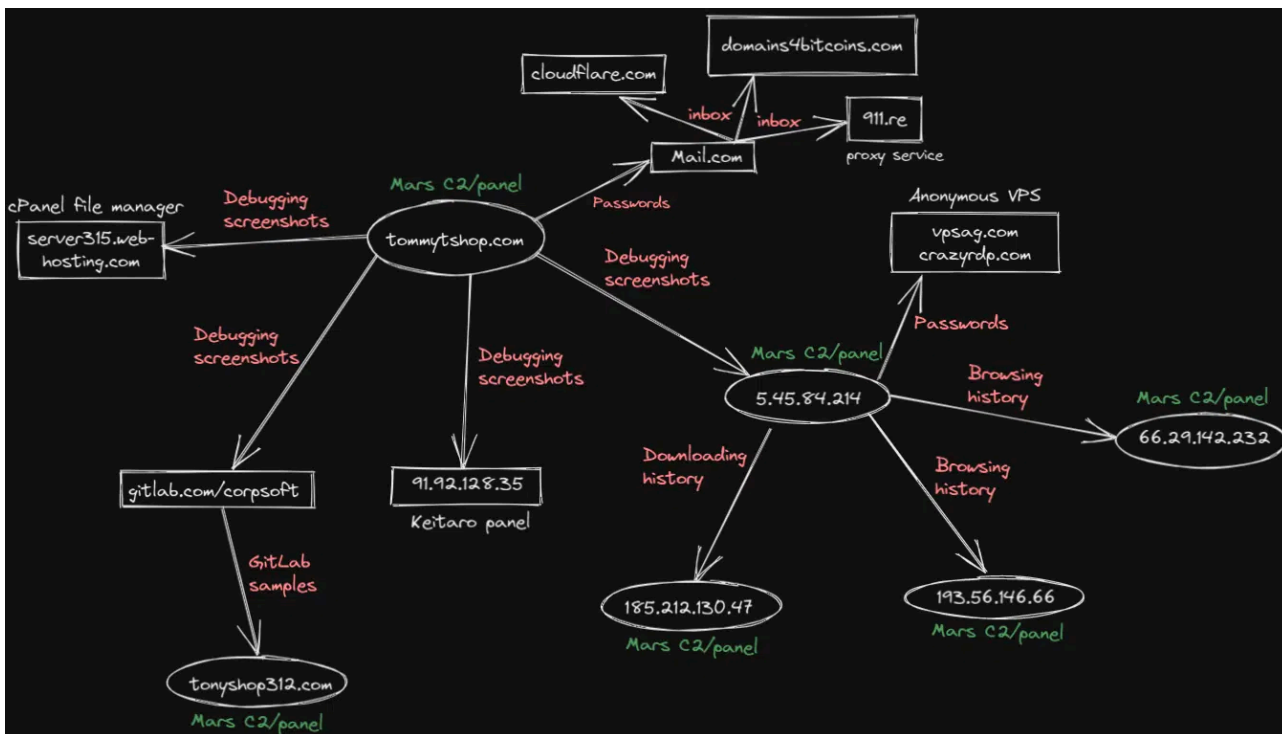 domains4bitcoins.com
cloudflare.com
inbox
inbox
911.re
proxy service
Mail.com
Passwords
Mars C2/panel
tommytshop.com
cPanel file manager
server315.web-
hosting.com
Debugging
screenshots
Debugging
screenshots
Debugging
screenshots
Debugging
screenshots
Anonymous VPS
vpsag.com
crazyrdp.com
Passwords
Mars C2/panel
5.45.84.214
Browsing
history
Mars C2/panel
66.29.142.232
Downloading
history
Browsing
history
gitlab.com/corpsoft
91.92.128.35
Keitaro panel
GitLab
samples
185.212.130.47
Mars C2/panel
193.56.146.66
Mars C2/panel
tonyshop312.com
Mars C2/panel